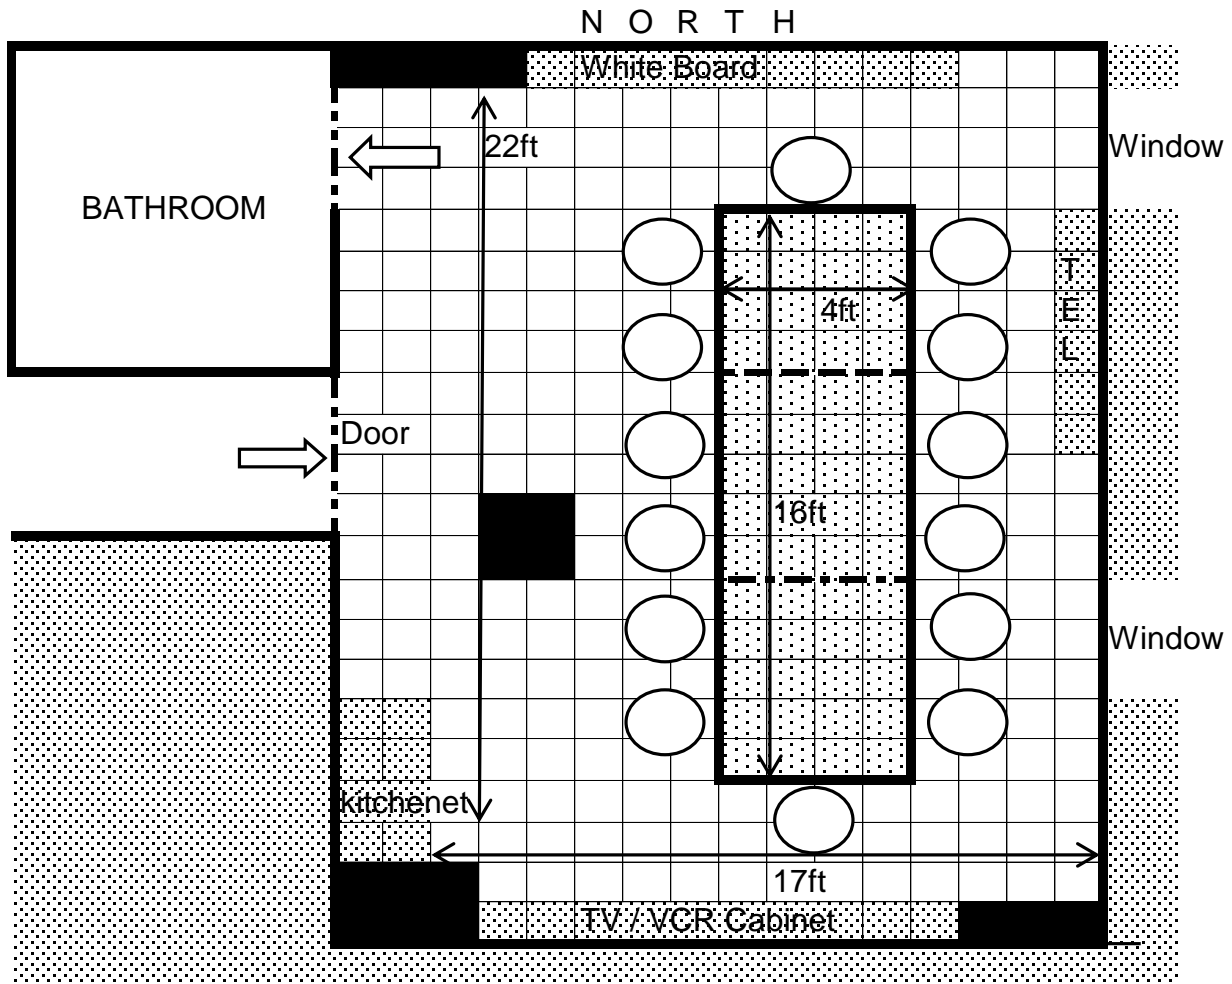 N O R T H
White Board
22ft
Window
BATHROOM
T
E
L
4ft
Door
16ft
Window
kitchenet
17ft
TV / VCR Cabinet